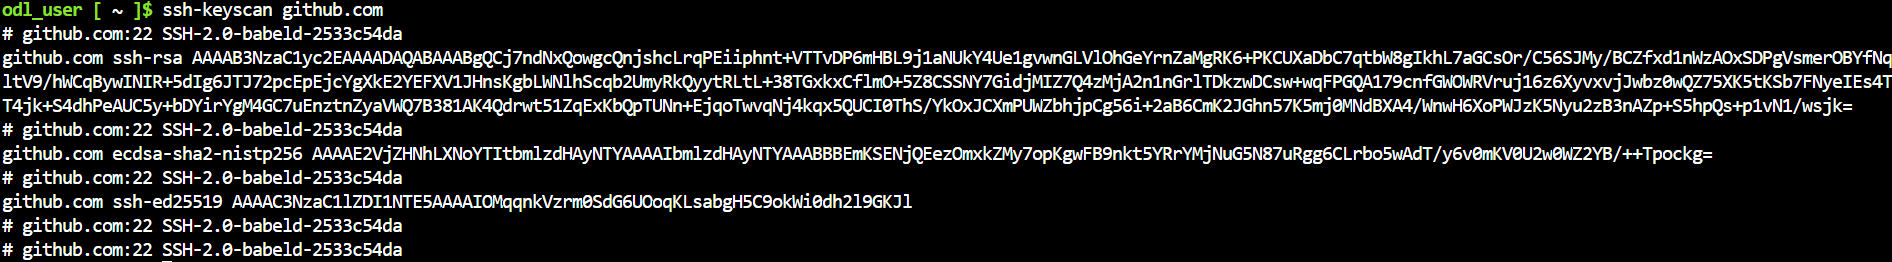 odl_user [ ~ ]$ ssh-keyscan github.com
# github.com:22 SSH-2.0-babeld-2533c54da
github.com ssh-rsa AAAAB3NzaC1yc2EAAAADAQABAAABgQCj7ndNxQowgcQnjshcLrqPEiiphnt+VTTvDP6mHBL9j1aNUkY4Ue1gvwnGLVlOhGeYrnZaMgRK6+PKCUXaDbC7qtbW8gIkhL7aGCsOr/C56SJMy/BCZfxd1nWzAOxSDPgVsmerOBYfNq
ltV9/hWCqBywINIR+5dIg6JTJ72pcEpEjcYgXkE2YEFXV1JHnsKgbLWNlhScqb2UmyRkQyytRLtL+38TGxkxCflmO+5Z8CSSNY7GidjMIZ7Q4zMjA2n1nGrlTDkzwDCsw+wqFPGQA179cnfGWOWRVruj16z6XyvxvjJwbz0wQZ75XK5tKSb7FNyeIEs4T
T4jk+S4dhPeAUC5y+bDYirYgM4GC7uEnztnZyaVWQ7B381AK4Qdrwt51ZqExKbQpTUNn+EjqoTwvqNj4kqx5QUCI0ThS/YkOxJCXmPUWZbhjpCg56i+2aB6CmK2JGhn57K5mj0MNdBXA4/WnwH6XoPWJzK5Nyu2zB3nAZp+S5hpQs+p1vN1/wsjk=
# github.com:22 SSH-2.0-babeld-2533c54da
github.com ecdsa-sha2-nistp256 AAAAE2VjZHNhLXNoYTItbmlzdHAyNTYAAAAIbmlzdHAyNTYAAABBBEmKSENjQEezOmxkZMy7opKgwFB9nkt5YRrYMjNuG5N87uRgg6CLrbo5wAdT/y6v0mKV0U2w0WZ2YB/++Tpockg=
# github.com:22 SSH-2.0-babeld-2533c54da
github.com ssh-ed25519 AAAAC3NzaC1lZDI1NTE5AAAAIOMqqnkVzrm0SdG6UOoqKLsabgH5C9okWi0dh2l9GKJl
# github.com:22 SSH-2.0-babeld-2533c54da
# github.com:22 SSH-2.0-babeld-2533c54da